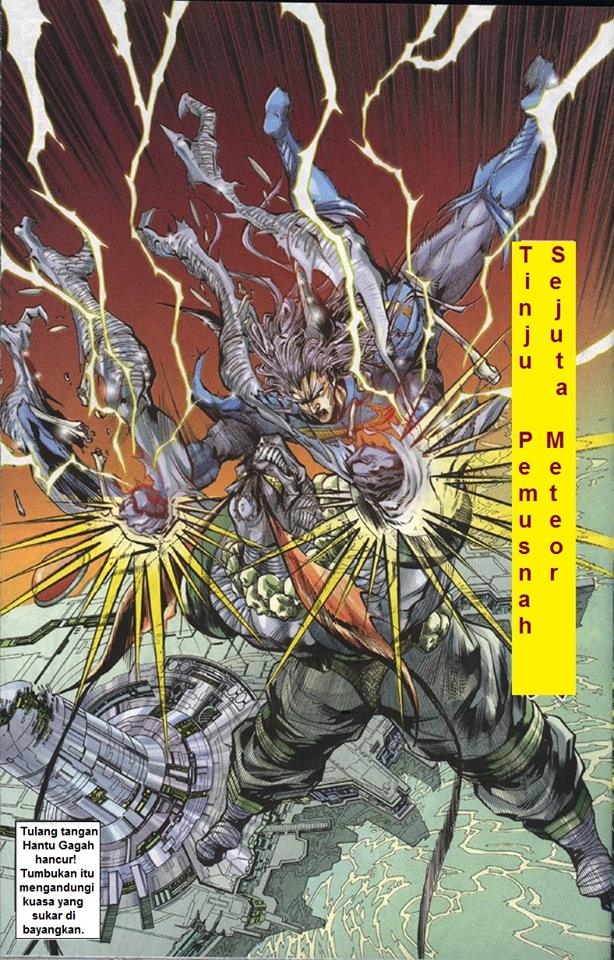 Sejuta Meteor
Tinju Pemusnah
Tulang tangan
Hantu Gagah
hancur!
Tumbukan itu
mengandungi
kuasa yang
sukar di
bayangkan.